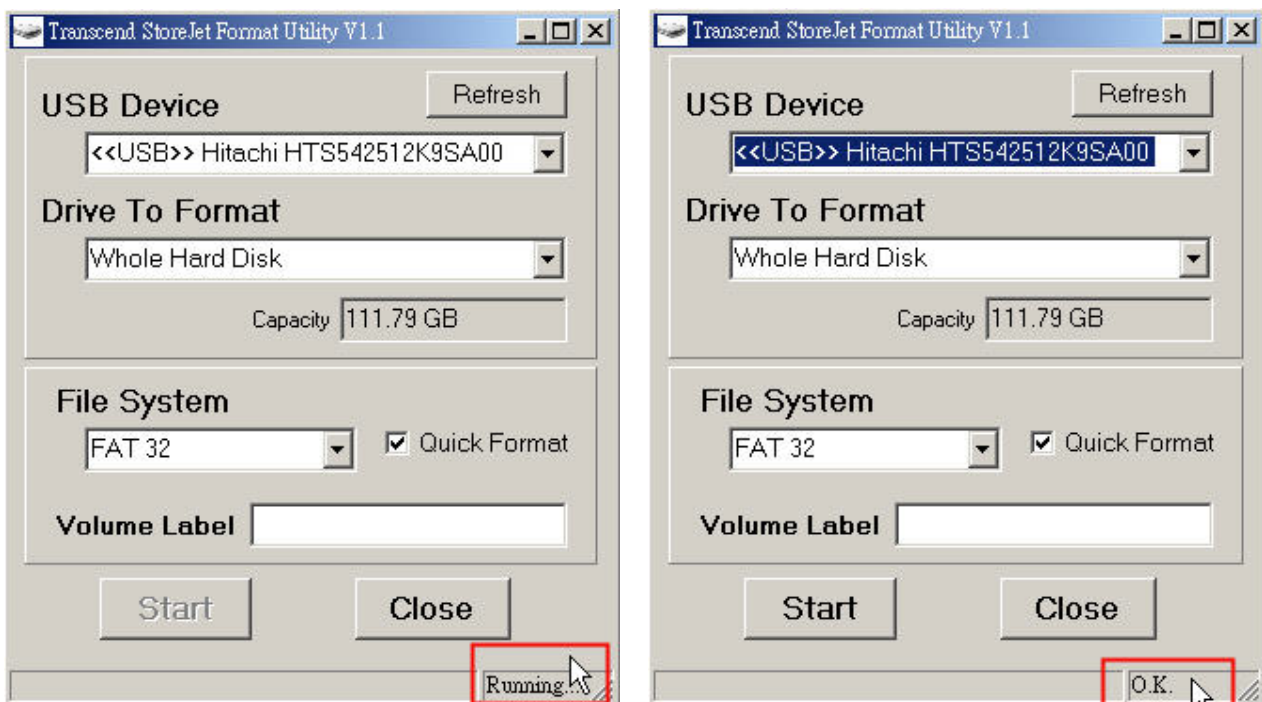 Transcend StoreJet Format Utility V1.1
USB Device
Refresh
<<USB>> Hitachi HTS542512K9SA00
Drive To Format
Whole Hard Disk
Capacity 111.79 GB
File System
FAT 32
Quick Format
Volume Label
Start
Close
Running...
Transcend StoreJet Format Utility V1.1
USB Device
Refresh
<<USB>> Hitachi HTS542512K9SA00
Drive To Format
Whole Hard Disk
Capacity 111.79 GB
File System
FAT 32
Quick Format
Volume Label
Start
Close
O.K.